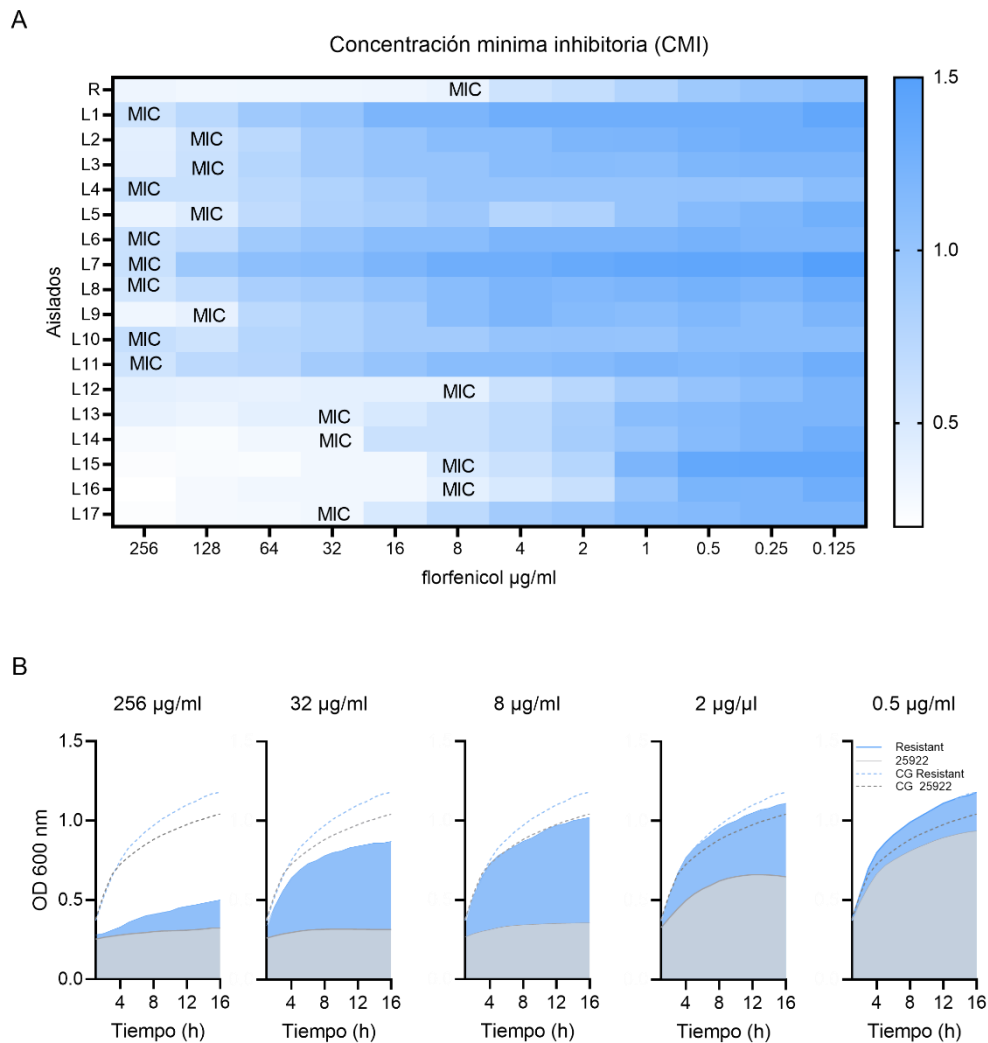 A
Concentración minima inhibitoria (CMI)
Aislados
R MIC
L1 MIC
L2 MIC
L3 MIC
L4 MIC
L5 MIC
L6 MIC
L7 MIC
L8 MIC
L9 MIC
L10 MIC
L11 MIC
L12 MIC
L13 MIC
L14 MIC
L15 MIC
L16 MIC
L17 MIC
256 128 64 32 16 8 4 2 1 0.5 0.25 0.125
florfenicol µg/ml
1.5
1.0
0.5
B
256 µg/ml 32 µg/ml 8 µg/ml 2 µg/µl 0.5 µg/ml
OD 600 nm
1.5
1.0
0.5
0.0
Resistant
25922
CG Resistant
CG 25922
4 8 12 16 4 8 12 16 4 8 12 16 4 8 12 16 4 8 12 16
Tiempo (h) Tiempo (h) Tiempo (h) Tiempo (h) Tiempo (h)